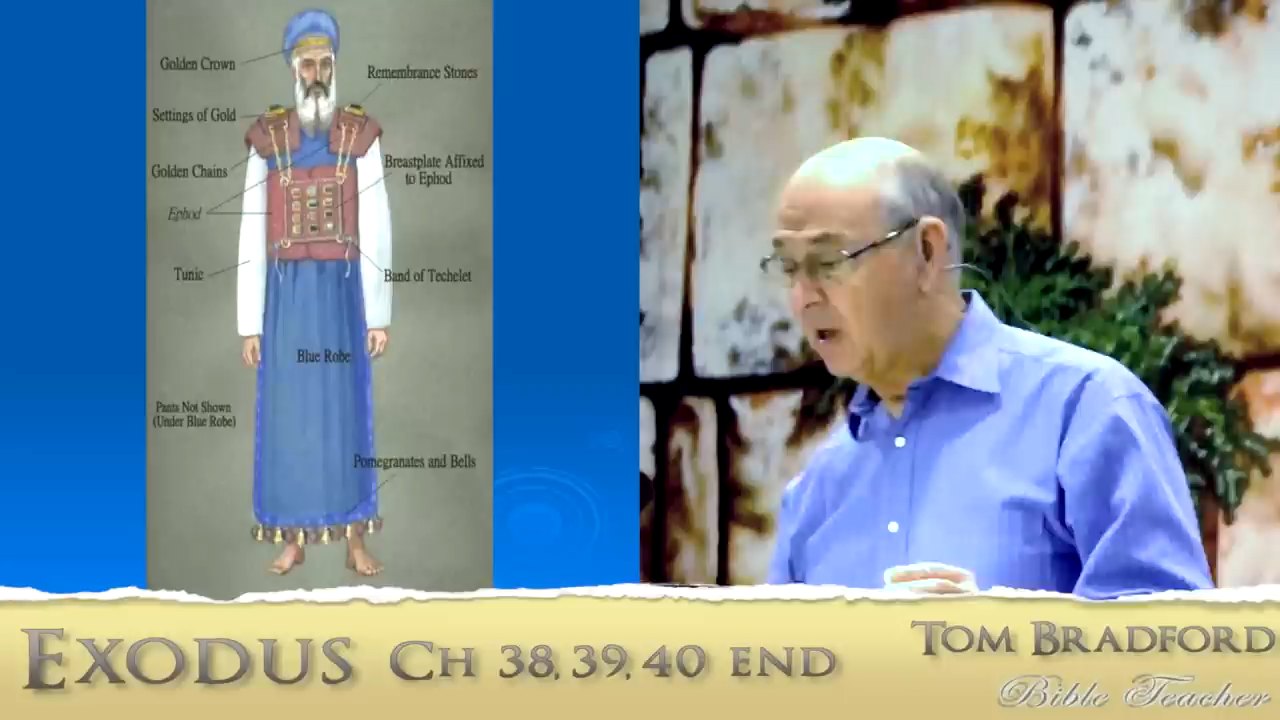 Golden Crown
Remembrance Stones
Settings of Gold
Golden Chains
Breastplate Affixed
to Ephod
Ephod
Tunic
Band of Techelet
Blue Robe
Pants Not Shown
(Under Blue Robe)
Pomegranates and Bells
EXODUS CH 38, 39, 40 END
TOM BRADFORD
Bible Teacher